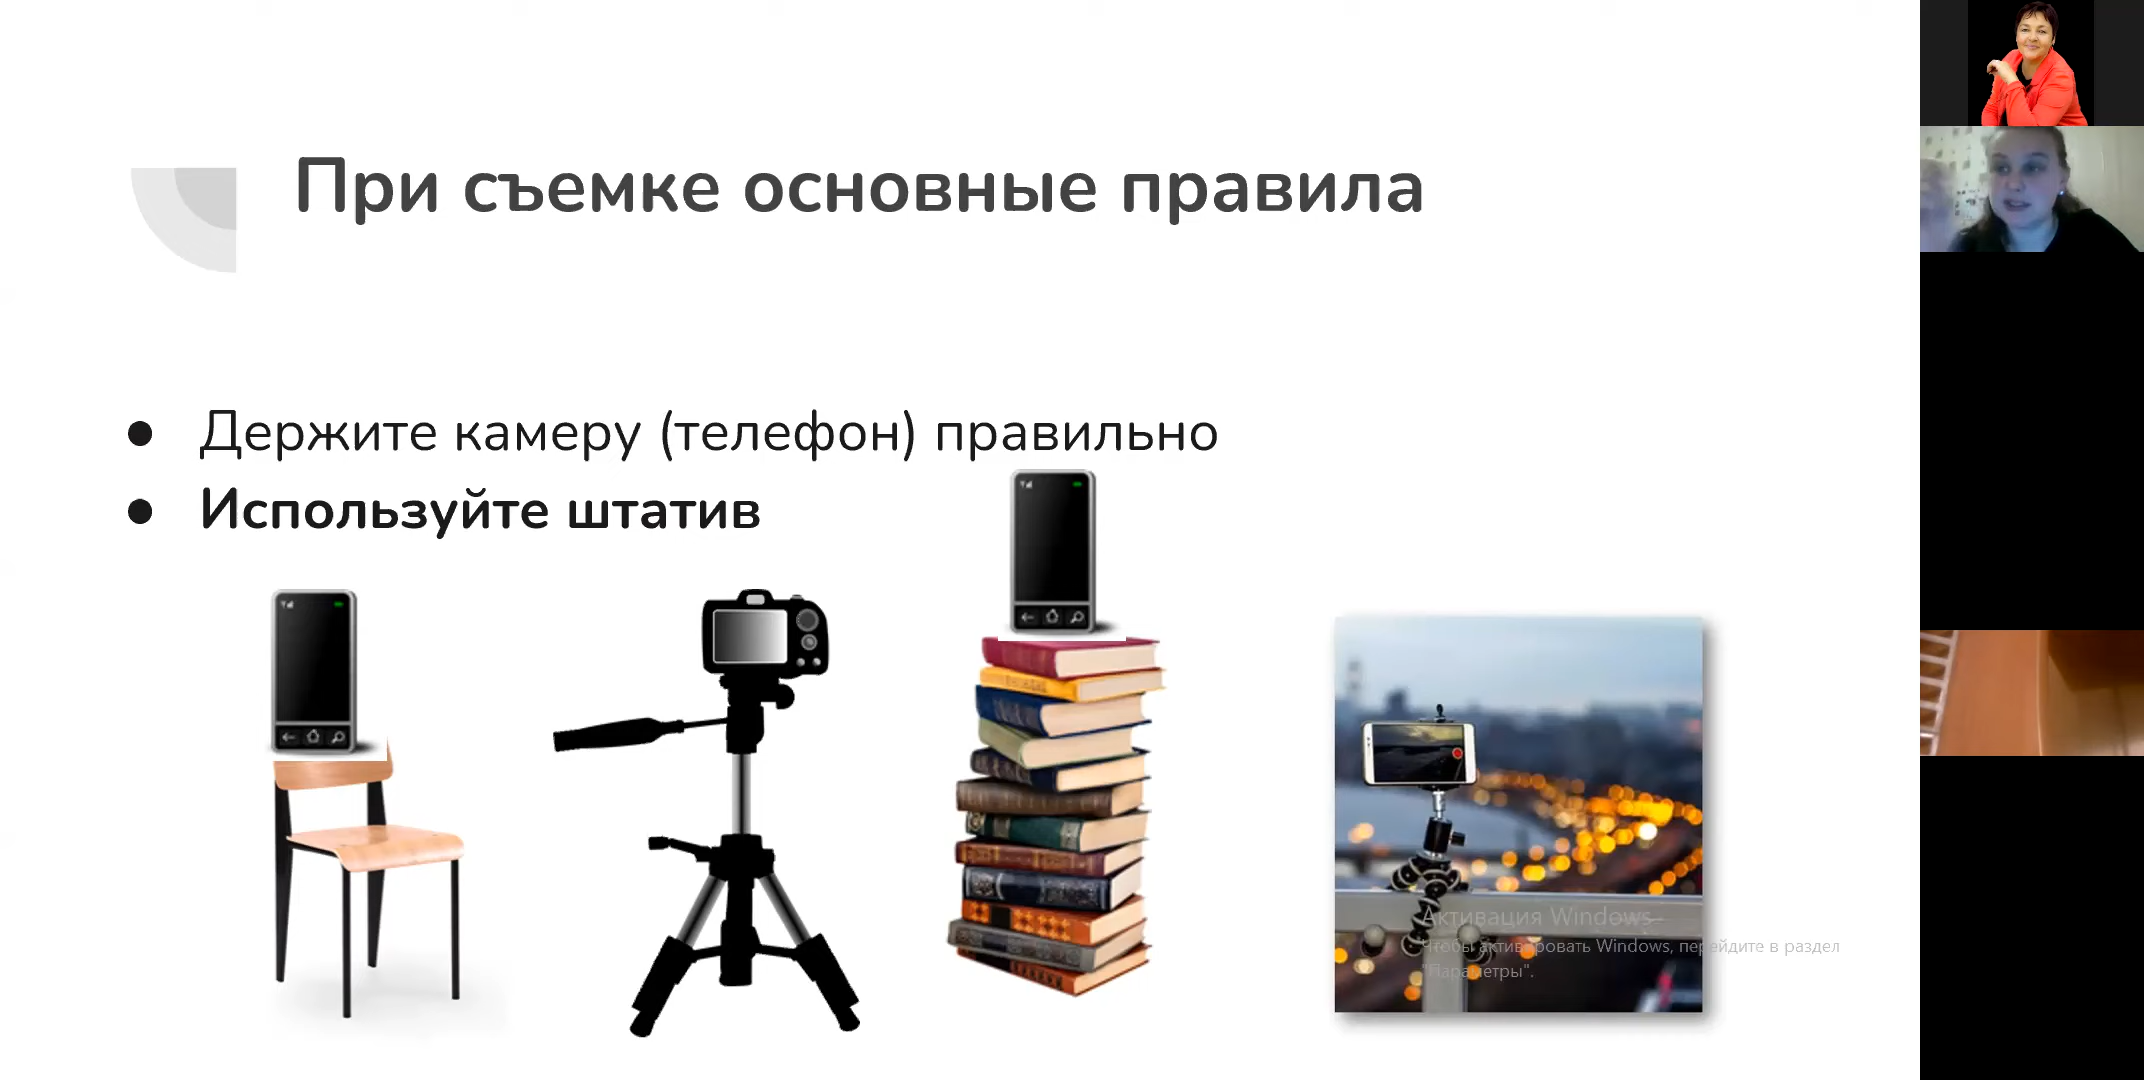 При съемке основные правила
● Держите камеру (телефон) правильно
● Используйте штатив
Активация Windows
Чтобы активировать Windows, перейдите в раздел
"Параметры".